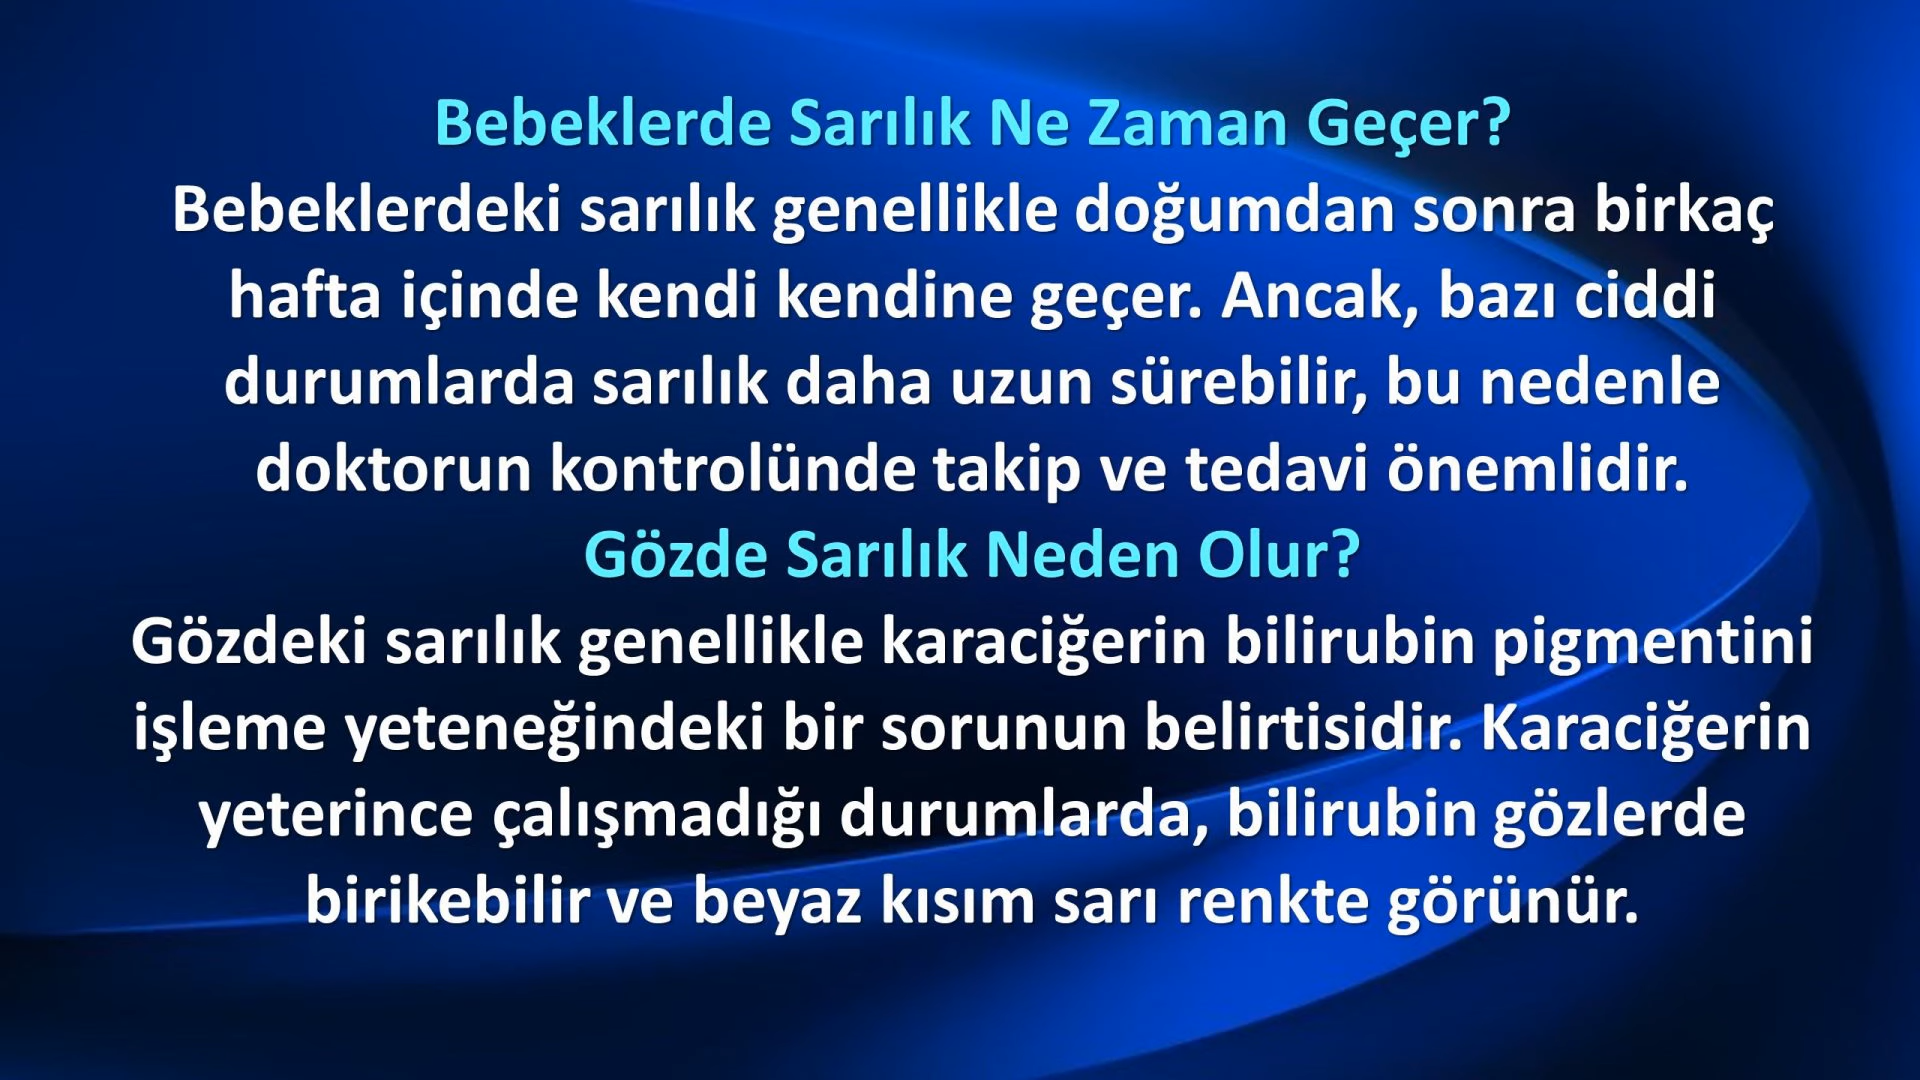 Bebeklerde Sarılık Ne Zaman Geçer?
Bebeklerdeki sarılık genellikle doğumdan sonra birkaç
hafta içinde kendi kendine geçer. Ancak, bazı ciddi
durumlarda sarılık daha uzun sürebilir, bu nedenle
doktorun kontrolünde takip ve tedavi önemlidir.
Gözde Sarılık Neden Olur?
Gözdeki sarılık genellikle karaciğerin bilirubin pigmentini
işleme yeteneğindeki bir sorunun belirtisidir. Karaciğerin
yeterince çalışmadığı durumlarda, bilirubin gözlerde
birikebilir ve beyaz kısım sarı renkte görünür.